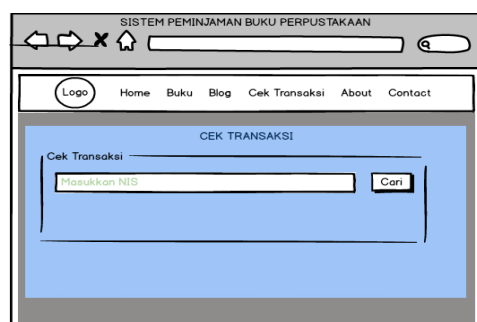 SISTEM PEMINJAMAN BUKU PERPUSTAKAAN
Logo Home Buku Blog Cek Transaksi About Contact
CEK TRANSAKSI
Cek Transaksi
Masukkan NIS Cari